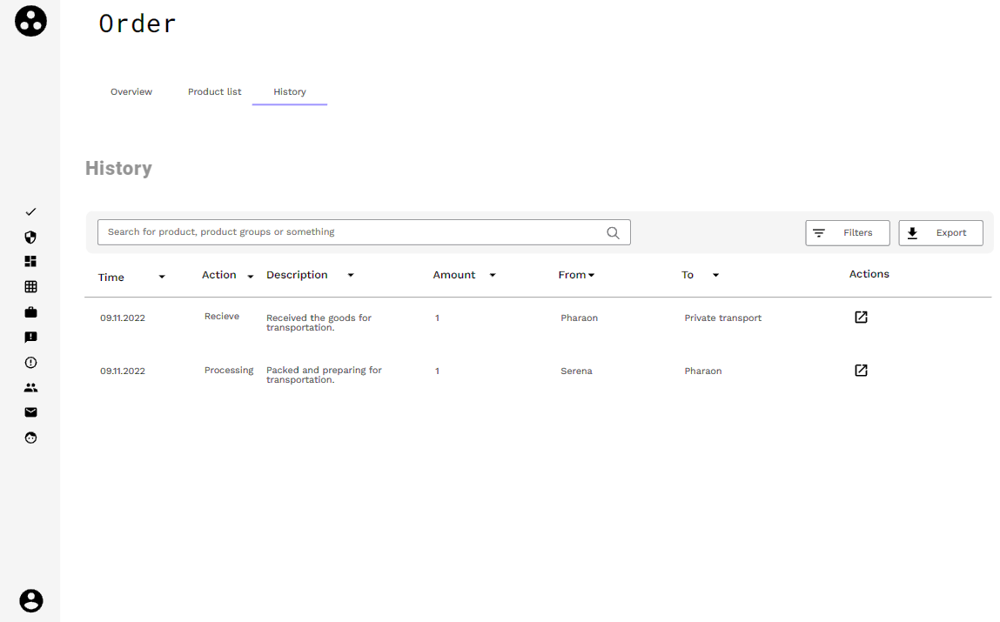 Order
Overview Product list History
History
Search for product, product groups or something Filters Export
Time Action Description Amount From To Actions
09.11.2022 Recieve Received the goods for transportation. 1 Pharaon Private transport
09.11.2022 Processing Packed and preparing for transportation. 1 Serena Pharaon